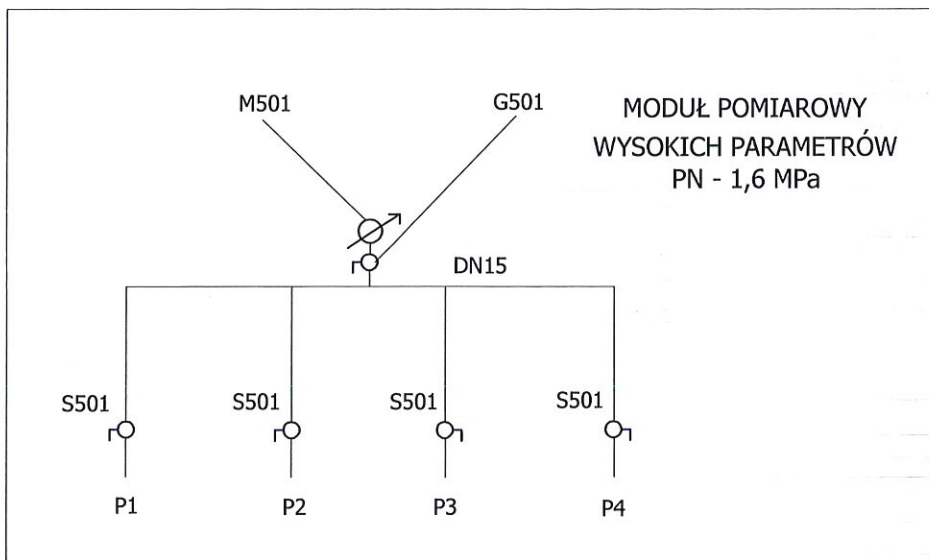 M501
G501
MODUŁ POMIAROWY
WYSOKICH PARAMETRÓW
PN - 1,6 MPa
DN15
S501
S501
S501
S501
P1
P2
P3
P4